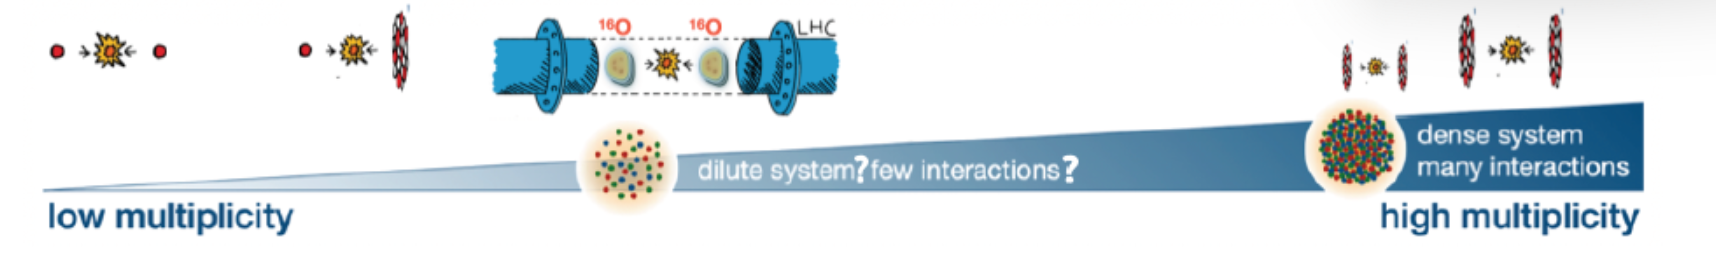 16O 16O LHC
dense system
many interactions
dilute system? few interactions?
low multiplicity
high multiplicity